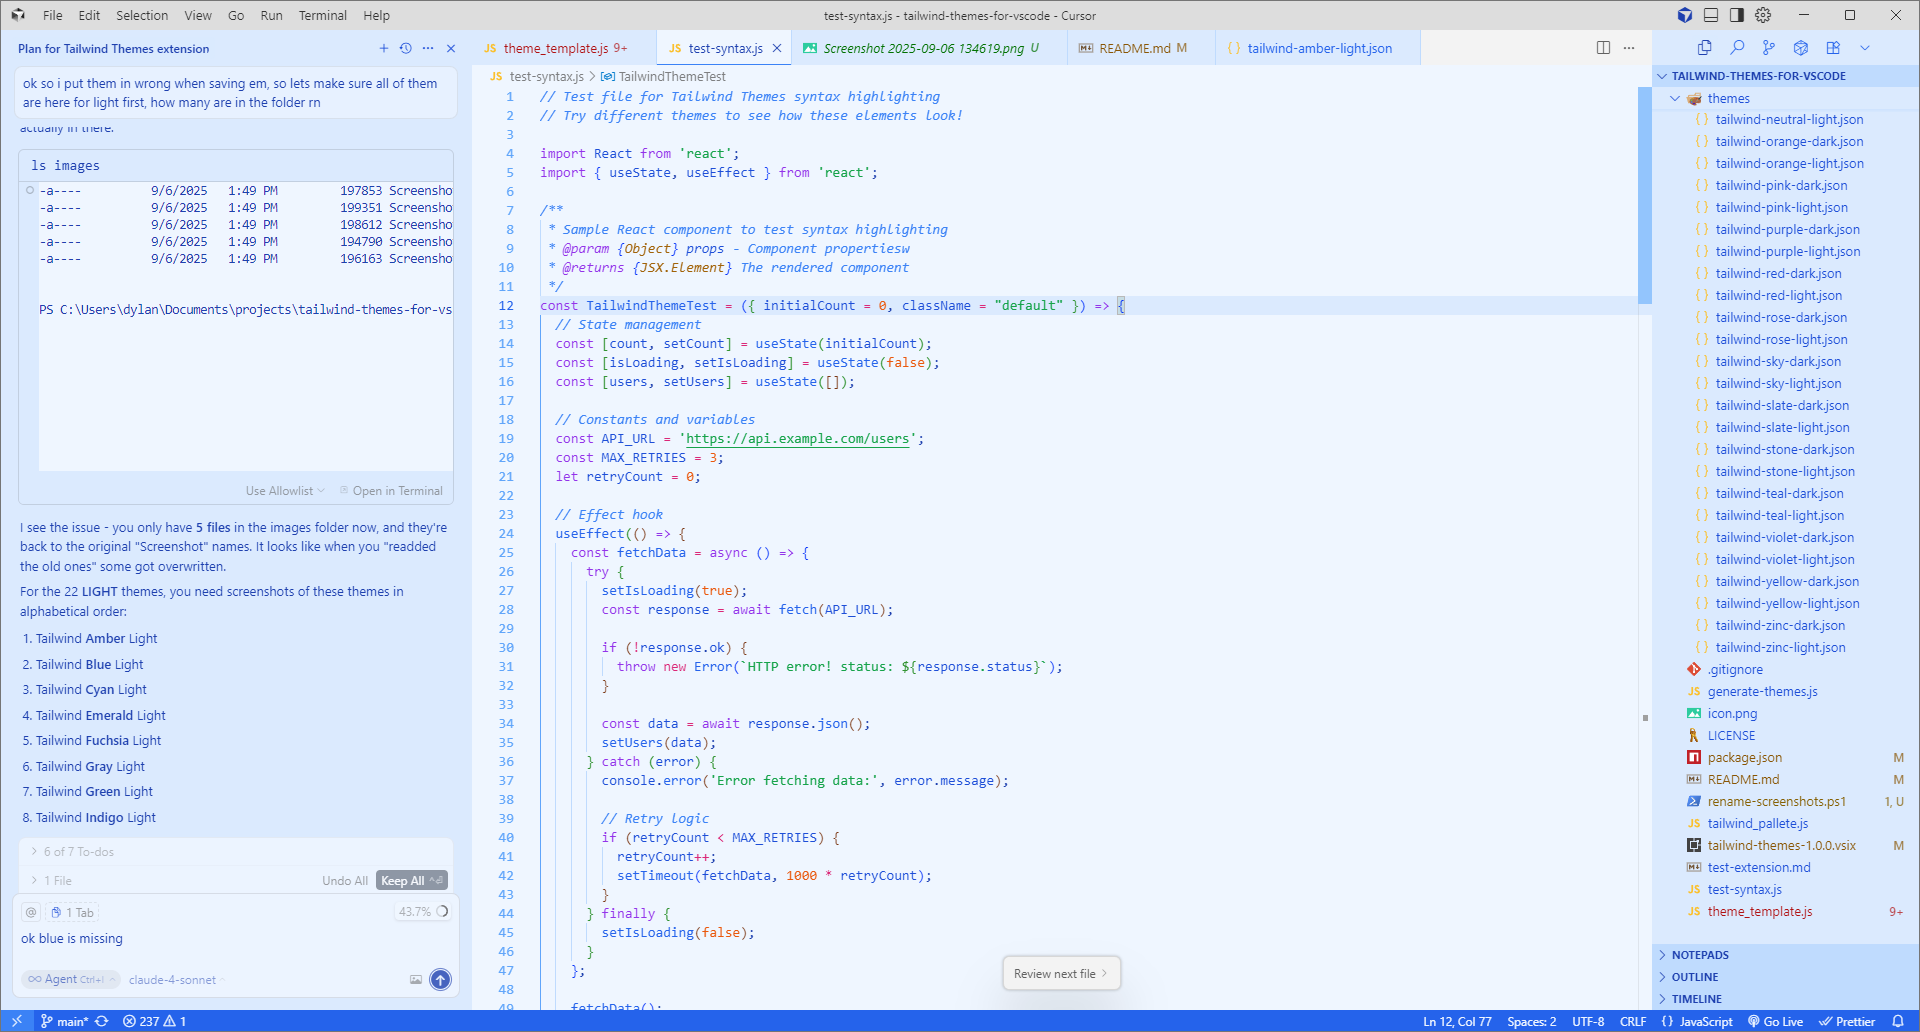 File Edit Selection View Go Run Terminal Help
test-syntax.js - tailwind-themes-for-vscode - Cursor
Plan for Tailwind Themes extension
ok so i put them in wrong when saving em, so lets make sure all of them
are here for light first, how many are in the folder rn
actually in there.
ls images
-a---- 9/6/2025 1:49 PM 197853 Screensho
-a---- 9/6/2025 1:49 PM 199351 Screensho
-a---- 9/6/2025 1:49 PM 198612 Screensho
-a---- 9/6/2025 1:49 PM 194790 Screensho
-a---- 9/6/2025 1:49 PM 196163 Screensho
PS C:\Users\dylan\Documents\projects\tailwind-themes-for-vs
Use Allowlist Open in Terminal
I see the issue - you only have 5 files in the images folder now, and they're
back to the original "Screenshot" names. It looks like when you "readded
the old ones" some got overwritten.
For the 22 LIGHT themes, you need screenshots of these themes in
alphabetical order:
1. Tailwind Amber Light
2. Tailwind Blue Light
3. Tailwind Cyan Light
4. Tailwind Emerald Light
5. Tailwind Fuchsia Light
6. Tailwind Gray Light
7. Tailwind Green Light
8. Tailwind Indigo Light
6 of 7 To-dos
1 File Undo All Keep All
@ 1 Tab 43.7%
ok blue is missing
Agent Ctrl+I claude-4-sonnet
JS theme_template.js 9+
JS test-syntax.js
Screenshot 2025-09-06 134619.png U
README.md M
{} tailwind-amber-light.json
JS test-syntax.js > TailwindThemeTest
1 // Test file for Tailwind Themes syntax highlighting
2 // Try different themes to see how these elements look!
3
4 import React from 'react';
5 import { useState, useEffect } from 'react';
6
7 /**
8 * Sample React component to test syntax highlighting
9 * @param {Object} props - Component propertiesw
10 * @returns {JSX.Element} The rendered component
11 */
12 const TailwindThemeTest = ({ initialCount = 0, className = "default" }) => {
13 // State management
14 const [count, setCount] = useState(initialCount);
15 const [isLoading, setIsLoading] = useState(false);
16 const [users, setUsers] = useState([]);
17
18 // Constants and variables
19 const API_URL = 'https://api.example.com/users';
20 const MAX_RETRIES = 3;
21 let retryCount = 0;
22
23 // Effect hook
24 useEffect(() => {
25 const fetchData = async () => {
26 try {
27 setIsLoading(true);
28 const response = await fetch(API_URL);
29
30 if (!response.ok) {
31 throw new Error(`HTTP error! status: ${response.status}`);
32 }
33
34 const data = await response.json();
35 setUsers(data);
36 } catch (error) {
37 console.error('Error fetching data:', error.message);
38
39 // Retry logic
40 if (retryCount < MAX_RETRIES) {
41 retryCount++;
42 setTimeout(fetchData, 1000 * retryCount);
43 }
44 } finally {
45 setIsLoading(false);
46 }
47 };
48
49 fetchData();
Review next file
TAILWIND-THEMES-FOR-VSCODE
themes
{} tailwind-neutral-light.json
{} tailwind-orange-dark.json
{} tailwind-orange-light.json
{} tailwind-pink-dark.json
{} tailwind-pink-light.json
{} tailwind-purple-dark.json
{} tailwind-purple-light.json
{} tailwind-red-dark.json
{} tailwind-red-light.json
{} tailwind-rose-dark.json
{} tailwind-rose-light.json
{} tailwind-sky-dark.json
{} tailwind-sky-light.json
{} tailwind-slate-dark.json
{} tailwind-slate-light.json
{} tailwind-stone-dark.json
{} tailwind-stone-light.json
{} tailwind-teal-dark.json
{} tailwind-teal-light.json
{} tailwind-violet-dark.json
{} tailwind-violet-light.json
{} tailwind-yellow-dark.json
{} tailwind-yellow-light.json
{} tailwind-zinc-dark.json
{} tailwind-zinc-light.json
.gitignore
JS generate-themes.js
icon.png
LICENSE
package.json M
README.md M
rename-screenshots.ps1 1, U
JS tailwind_pallete.js
tailwind-themes-1.0.0.vsix M
test-extension.md
JS test-syntax.js
JS theme_template.js 9+
NOTEPADS
OUTLINE
TIMELINE
main* 237 1
Ln 12, Col 77 Spaces: 2 UTF-8 CRLF {} JavaScript Go Live Prettier